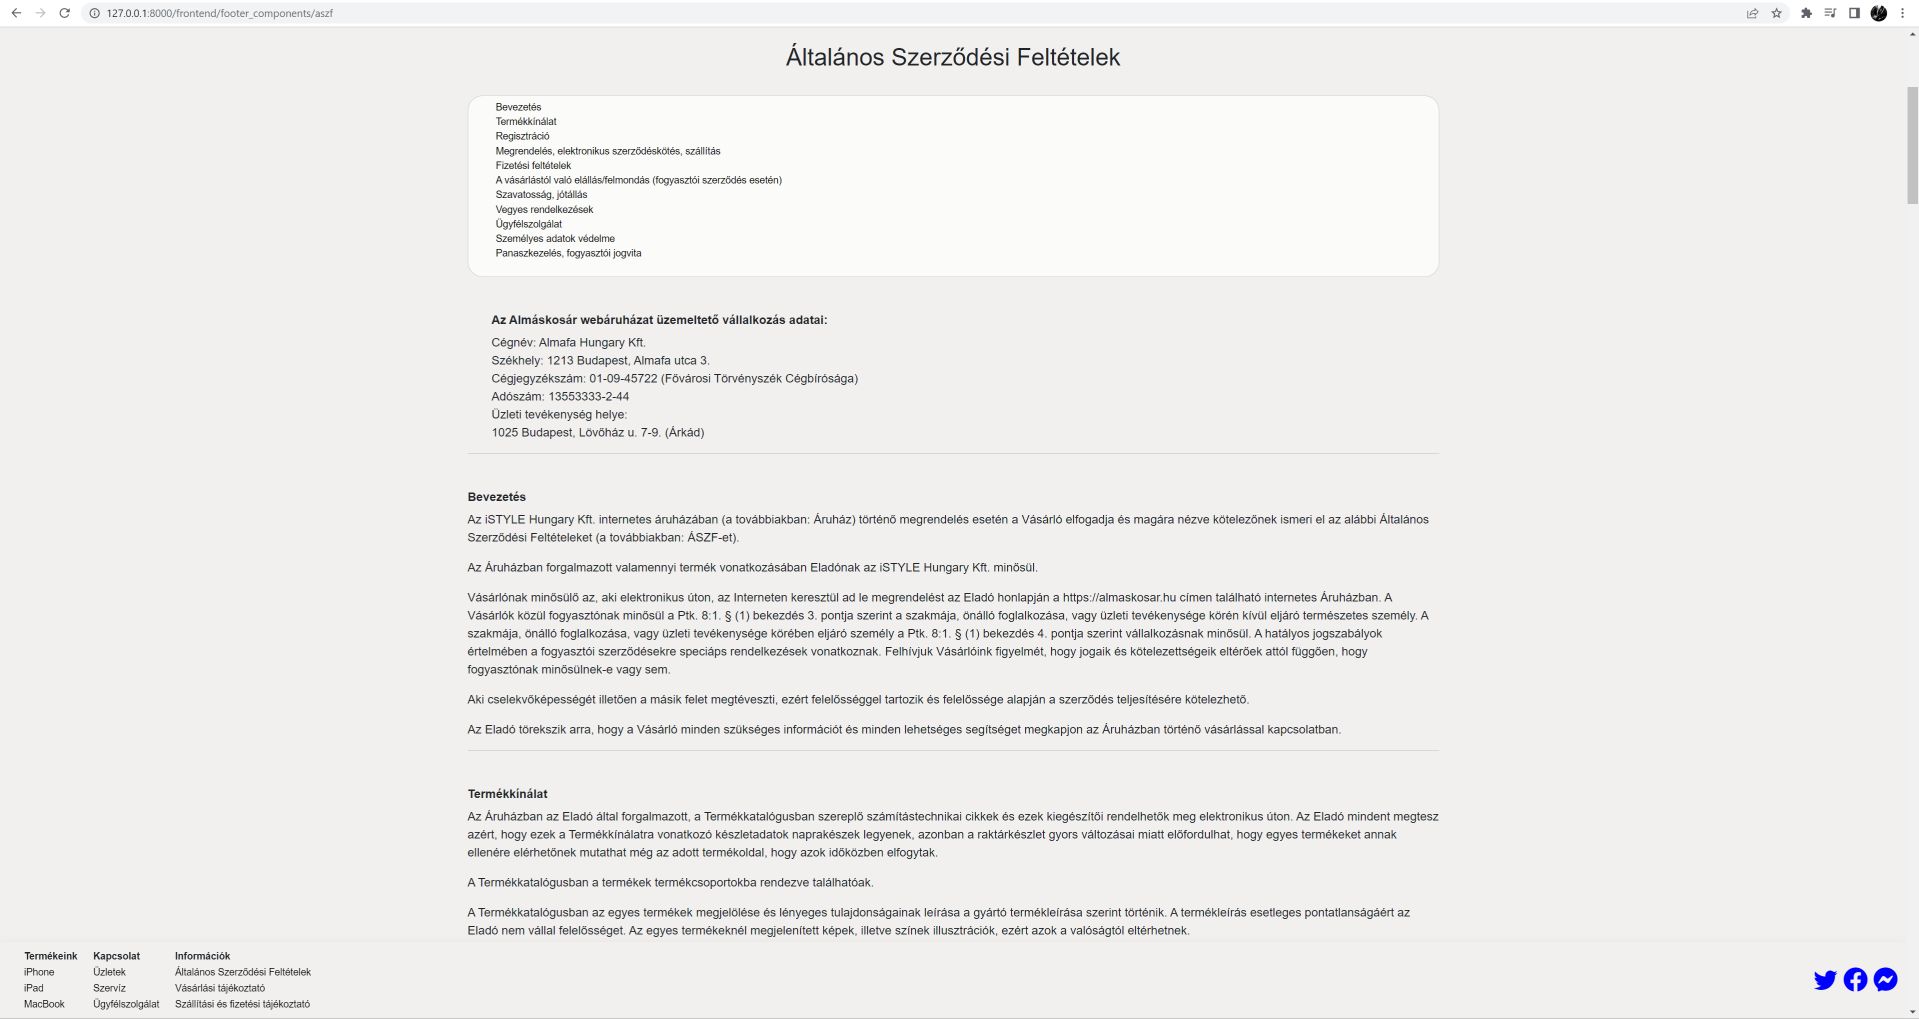 127.0.0.1:8000/frontend/footer_components/aszf
Általános Szerződési Feltételek
Bevezetés
Termékkínálat
Regisztráció
Megrendelés, elektronikus szerződéskötés, szállítás
Fizetési feltételek
A vásárlástól való elállás/felmondás (fogyasztói szerződés esetén)
Szavatosság, jótállás
Vegyes rendelkezések
Ügyfélszolgálat
Személyes adatok védelme
Panaszkezelés, fogyasztói jogvita
Az Almáskosár webáruházat üzemeltető vállalkozás adatai:
Cégnév: Almafa Hungary Kft.
Székhely: 1213 Budapest, Almafa utca 3.
Cégjegyzékszám: 01-09-45722 (Fővárosi Törvényszék Cégbírósága)
Adószám: 13553333-2-44
Üzleti tevékenység helye:
1025 Budapest, Lövőház u. 7-9. (Árkád)
Bevezetés
Az iSTYLE Hungary Kft. internetes áruházában (a továbbiakban: Áruház) történő megrendelés esetén a Vásárló elfogadja és magára nézve kötelezőnek ismeri el az alábbi Általános
Szerződési Feltételeket (a továbbiakban: ÁSZF-et).
Az Áruházban forgalmazott valamennyi termék vonatkozásában Eladónak az iSTYLE Hungary Kft. minősül.
Vásárlónak minősülő az, aki elektronikus úton, az Interneten keresztül ad le megrendelést az Eladó honlapján a https://almaskosar.hu címen található internetes Áruházban. A
Vásárlók közül fogyasztónak minősül a Ptk. 8:1. § (1) bekezdés 3. pontja szerint a szakmája, önálló foglalkozása, vagy üzleti tevékenysége körén kívül eljáró természetes személy. A
szakmája, önálló foglalkozása, vagy üzleti tevékenysége körében eljáró személy a Ptk. 8:1. § (1) bekezdés 4. pontja szerint vállalkozásnak minősül. A hatályos jogszabályok
értelmében a fogyasztói szerződésekre speciáps rendelkezések vonatkoznak. Felhívjuk Vásárlóink figyelmét, hogy jogaik és kötelezettségeik eltérőek attól függően, hogy
fogyasztónak minősülnek-e vagy sem.
Aki cselekvőképességét illetően a másik felet megtéveszti, ezért felelősséggel tartozik és felelőssége alapján a szerződés teljesítésére kötelezhető.
Az Eladó törekszik arra, hogy a Vásárló minden szükséges információt és minden lehetséges segítséget megkapjon az Áruházban történő vásárlással kapcsolatban.
Termékkínálat
Az Áruházban az Eladó által forgalmazott, a Termékkatalógusban szereplő számítástechnikai cikkek és ezek kiegészítői rendelhetők meg elektronikus úton. Az Eladó mindent megtesz
azért, hogy ezek a Termékkínálatra vonatkozó készletadatok naprakészek legyenek, azonban a raktárkészlet gyors változásai miatt előfordulhat, hogy egyes termékeket annak
ellenére elérhetőnek mutathat még az adott termékoldal, hogy azok időközben elfogytak.
A Termékkatalógusban a termékek termékcsoportokba rendezve találhatóak.
A Termékkatalógusban az egyes termékek megjelölése és lényeges tulajdonságainak leírása a gyártó termékleírása szerint történik. A termékleírás esetleges pontatlanságáért az
Eladó nem vállal felelősséget. Az egyes termékeknél megjelenített képek, illetve színek illusztrációk, ezért azok a valóságtól eltérhetnek.
Termékeink
iPhone
iPad
MacBook
Kapcsolat
Üzletek
Szervíz
Ügyfélszolgálat
Információk
Általános Szerződési Feltételek
Vásárlási tájékoztató
Szállítási és fizetési tájékoztató